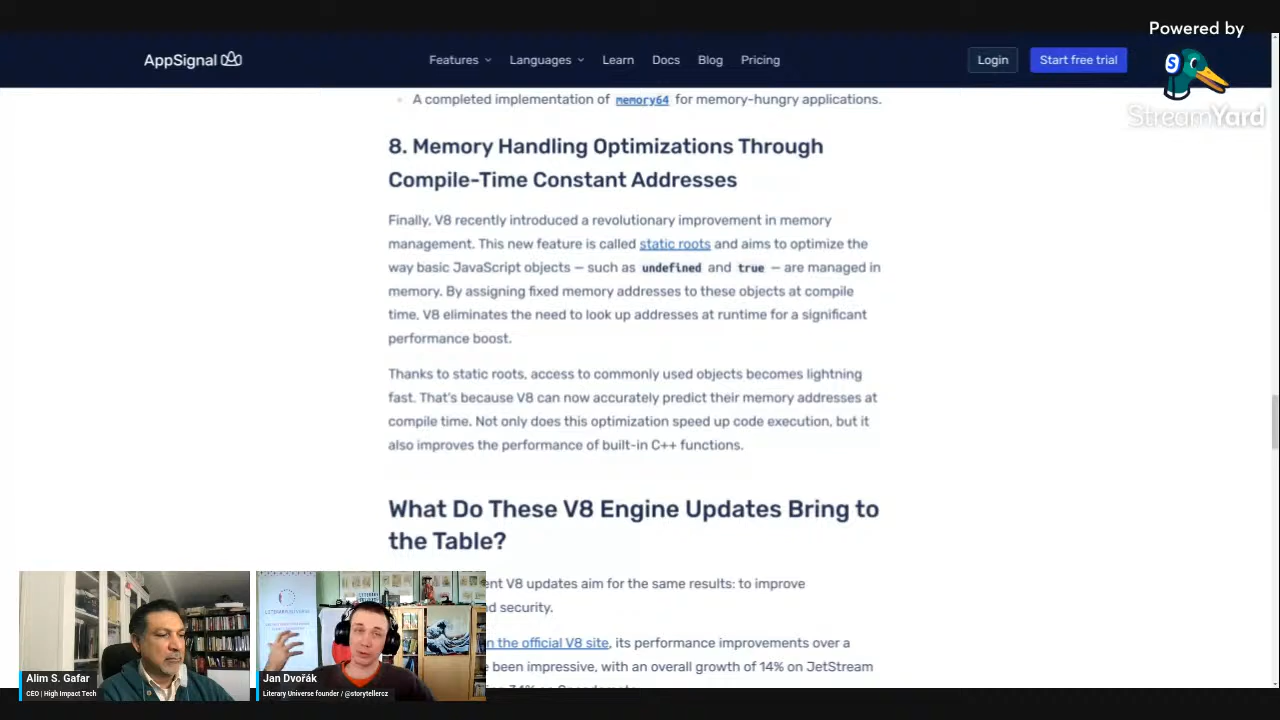 Powered by
StreamYard
AppSignal
Features
Languages
Learn
Docs
Blog
Pricing
Login
Start free trial
A completed implementation of memory64 for memory-hungry applications.
8. Memory Handling Optimizations Through
Compile-Time Constant Addresses
Finally, V8 recently introduced a revolutionary improvement in memory
management. This new feature is called static roots and aims to optimize the
way basic JavaScript objects — such as undefined and true — are managed in
memory. By assigning fixed memory addresses to these objects at compile
time, V8 eliminates the need to look up addresses at runtime for a significant
performance boost.
Thanks to static roots, access to commonly used objects becomes lightning
fast. That's because V8 can now accurately predict their memory addresses at
compile time. Not only does this optimization speed up code execution, but it
also improves the performance of built-in C++ functions.
What Do These V8 Engine Updates Bring to
the Table?
V8 updates aim for the same results: to improve
security.
n the official V8 site, its performance improvements over a
been impressive, with an overall growth of 14% on JetStream
Alim S. Gafar
CEO | High Impact Tech
Jan Dvořák
Literary Universe founder / @storytellercz